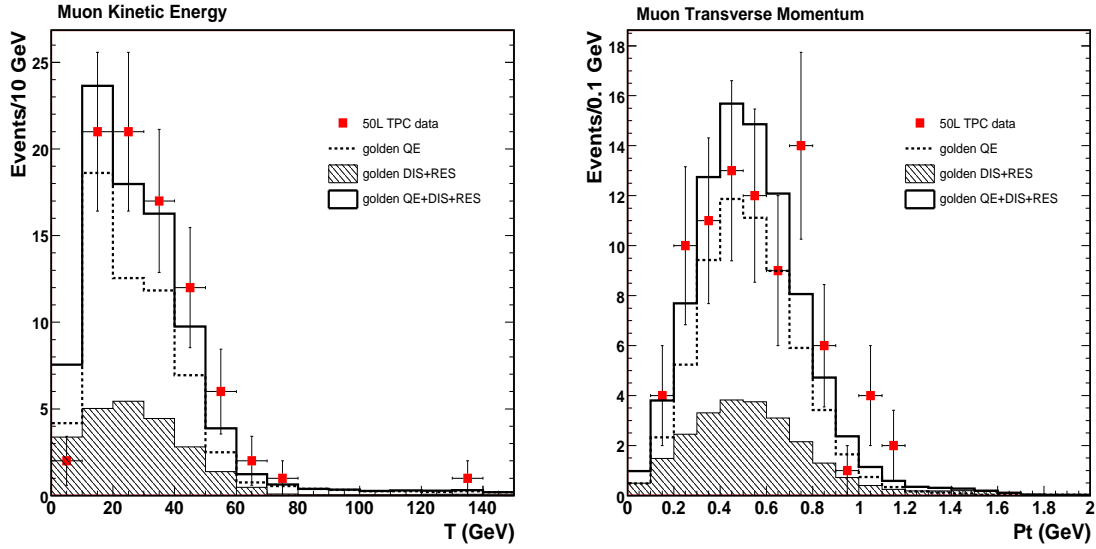 Muon Kinetic Energy
Events/10 GeV
25
20
15
10
5
0
0 20 40 60 80 100 120 140
T (GeV)
50L TPC data
golden QE
golden DIS+RES
golden QE+DIS+RES
Muon Transverse Momentum
Events/0.1 GeV
18
16
14
12
10
8
6
4
2
0
0 0.2 0.4 0.6 0.8 1 1.2 1.4 1.6 1.8 2
Pt (GeV)
50L TPC data
golden QE
golden DIS+RES
golden QE+DIS+RES